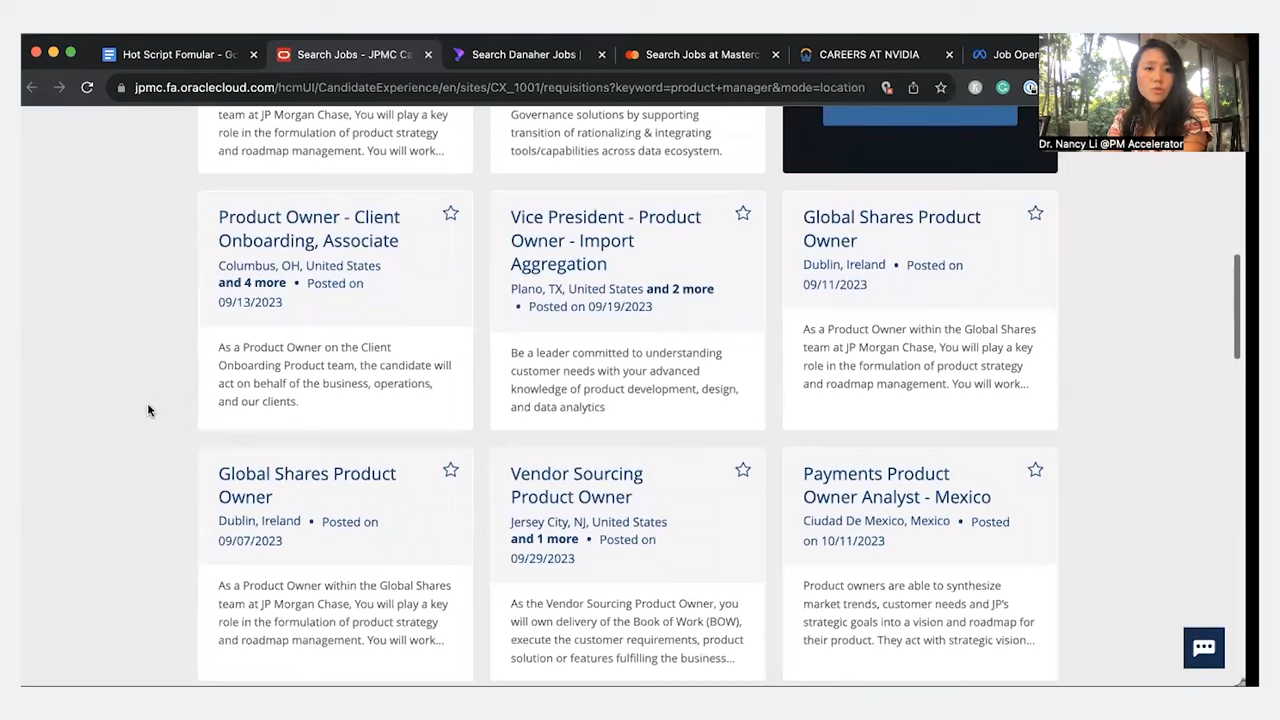 Hot Script Fomular - Go
Search Jobs - JPMC Ca
Search Danaher Jobs |
Search Jobs at Masterc
CAREERS AT NVIDIA
Job Open
jpmc.fa.oraclecloud.com/hcmUI/CandidateExperience/en/sites/CX_1001/requisitions?keyword=product+manager&mode=location
Dr. Nancy Li @PM Accelerator
team at JP Morgan Chase, You will play a key
role in the formulation of product strategy
and roadmap management. You will work...
Governance solutions by supporting
transition of rationalizing & integrating
tools/capabilities across data ecosystem.
Product Owner - Client
Onboarding, Associate
Columbus, OH, United States
and 4 more • Posted on
09/13/2023
As a Product Owner on the Client
Onboarding Product team, the candidate will
act on behalf of the business, operations,
and our clients.
Vice President - Product
Owner - Import
Aggregation
Plano, TX, United States and 2 more
• Posted on 09/19/2023
Be a leader committed to understanding
customer needs with your advanced
knowledge of product development, design,
and data analytics
Global Shares Product
Owner
Dublin, Ireland • Posted on
09/11/2023
As a Product Owner within the Global Shares
team at JP Morgan Chase, You will play a key
role in the formulation of product strategy
and roadmap management. You will work...
Global Shares Product
Owner
Dublin, Ireland • Posted on
09/07/2023
As a Product Owner within the Global Shares
team at JP Morgan Chase, You will play a key
role in the formulation of product strategy
and roadmap management. You will work...
Vendor Sourcing
Product Owner
Jersey City, NJ, United States
and 1 more • Posted on
09/29/2023
As the Vendor Sourcing Product Owner, you
will own delivery of the Book of Work (BOW),
execute the customer requirements, product
solution or features fulfilling the business...
Payments Product
Owner Analyst - Mexico
Ciudad De Mexico, Mexico • Posted
on 10/11/2023
Product owners are able to synthesize
market trends, customer needs and JP's
strategic goals into a vision and roadmap for
their product. They act with strategic vision...